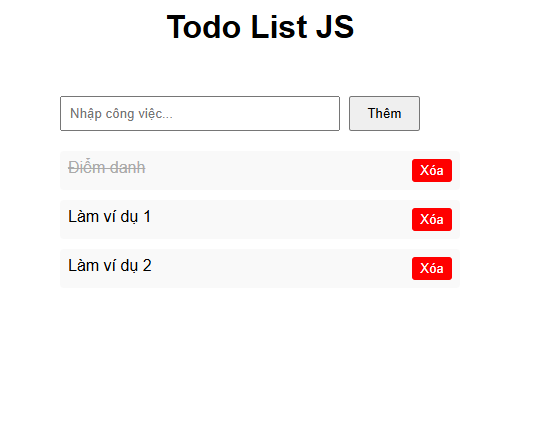 Todo List JS
Nhập công việc... Thêm
Điểm danh Xóa
Làm ví dụ 1 Xóa
Làm ví dụ 2 Xóa